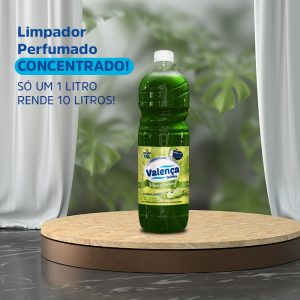 Limpador
Perfumado
CONCENTRADO!
SÓ UM 1 LITRO
RENDE 10 LITROS!
Valença